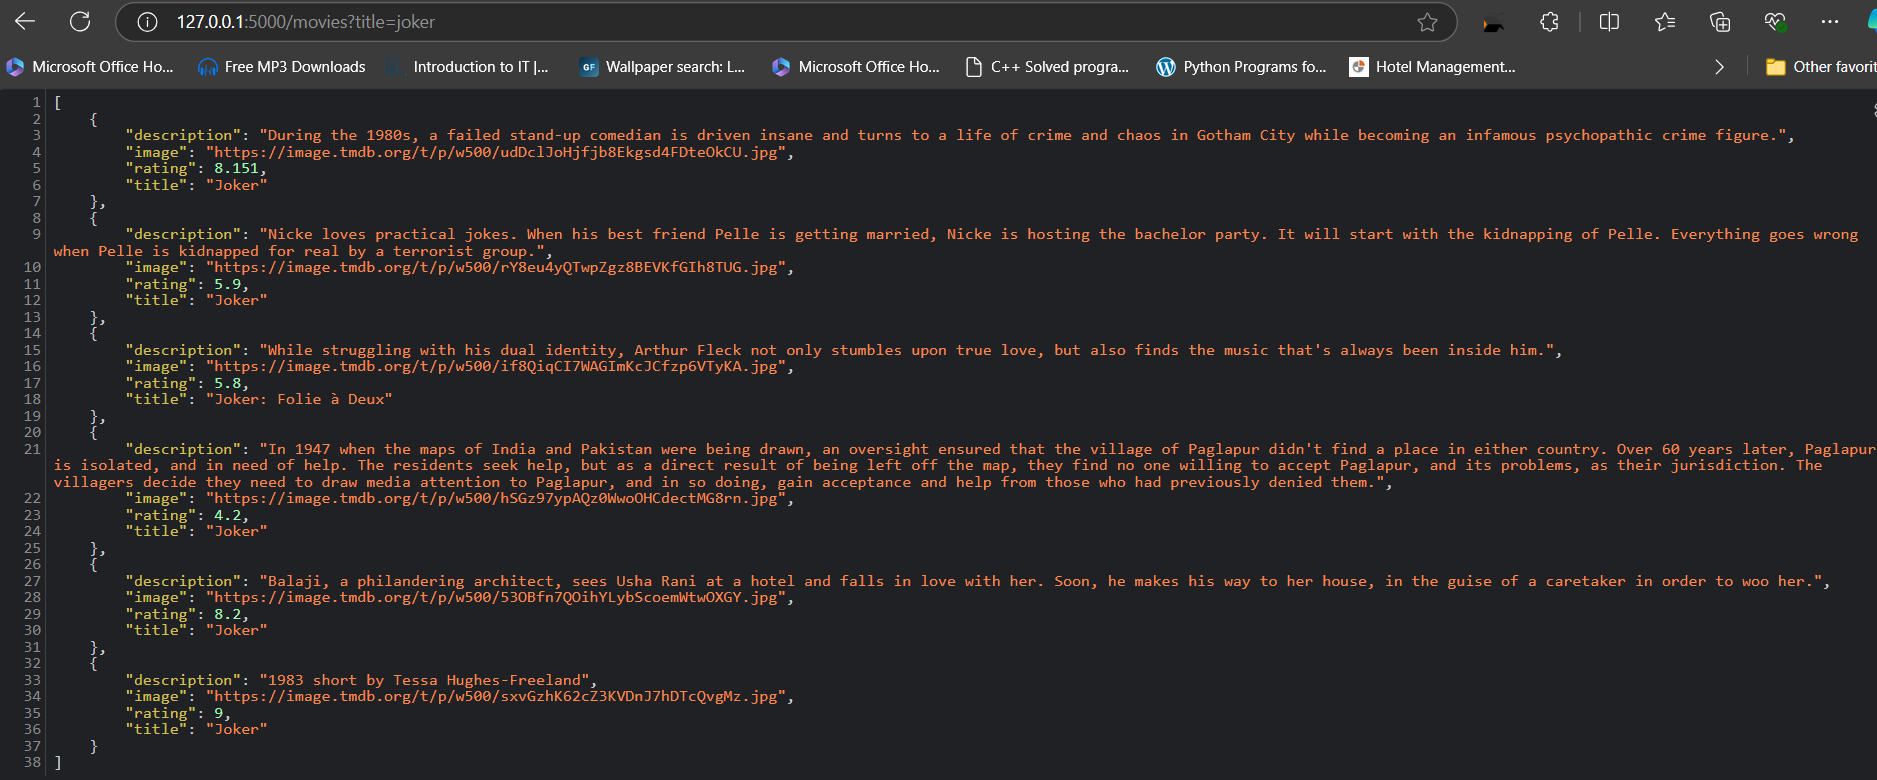 127.0.0.1:5000/movies?title=joker
Microsoft Office Ho... Free MP3 Downloads Introduction to IT |... Wallpaper search: L... Microsoft Office Ho... C++ Solved progra... Python Programs fo... Hotel Management... Other favorit
1 [
2 {
3 "description": "During the 1980s, a failed stand-up comedian is driven insane and turns to a life of crime and chaos in Gotham City while becoming an infamous psychopathic crime figure.",
4 "image": "https://image.tmdb.org/t/p/w500/udDclJoHjfjb8Ekgsd4FDteOkCU.jpg",
5 "rating": 8.151,
6 "title": "Joker"
7 },
8 {
9 "description": "Nicke loves practical jokes. When his best friend Pelle is getting married, Nicke is hosting the bachelor party. It will start with the kidnapping of Pelle. Everything goes wrong
when Pelle is kidnapped for real by a terrorist group.",
10 "image": "https://image.tmdb.org/t/p/w500/rY8eu4yQTwpZgz8BEVKfGIh8TUG.jpg",
11 "rating": 5.9,
12 "title": "Joker"
13 },
14 {
15 "description": "While struggling with his dual identity, Arthur Fleck not only stumbles upon true love, but also finds the music that's always been inside him.",
16 "image": "https://image.tmdb.org/t/p/w500/if8QiqCI7WAGImKcJCfzp6VTyKA.jpg",
17 "rating": 5.8,
18 "title": "Joker: Folie à Deux"
19 },
20 {
21 "description": "In 1947 when the maps of India and Pakistan were being drawn, an oversight ensured that the village of Paglapur didn't find a place in either country. Over 60 years later, Paglapur
is isolated, and in need of help. The residents seek help, but as a direct result of being left off the map, they find no one willing to accept Paglapur, and its problems, as their jurisdiction. The
villagers decide they need to draw media attention to Paglapur, and in so doing, gain acceptance and help from those who had previously denied them.",
22 "image": "https://image.tmdb.org/t/p/w500/hSGz97ypAQz0WwoOHCdectMG8rn.jpg",
23 "rating": 4.2,
24 "title": "Joker"
25 },
26 {
27 "description": "Balaji, a philandering architect, sees Usha Rani at a hotel and falls in love with her. Soon, he makes his way to her house, in the guise of a caretaker in order to woo her.",
28 "image": "https://image.tmdb.org/t/p/w500/53OBfn7QOihYLybScoemWtwOXGY.jpg",
29 "rating": 8.2,
30 "title": "Joker"
31 },
32 {
33 "description": "1983 short by Tessa Hughes-Freeland",
34 "image": "https://image.tmdb.org/t/p/w500/sxvGzhK62cZ3KVDnJ7hDTcQvgMz.jpg",
35 "rating": 9,
36 "title": "Joker"
37 }
38 ]